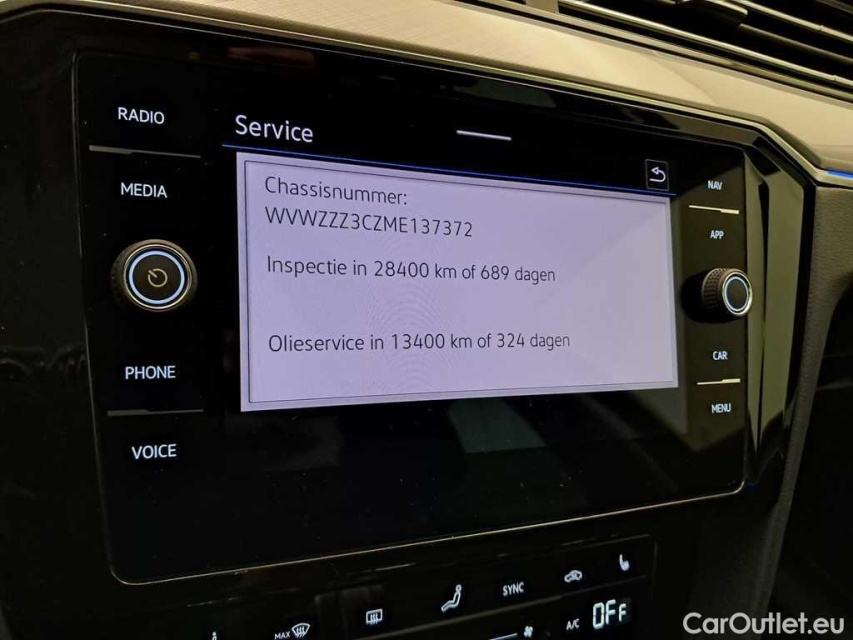 RADIO
Service
MEDIA
NAV
APP
Chassisnummer:
WVWZZZ3CZME137372
Inspectie in 28400 km of 689 dagen
Olieservice in 13400 km of 324 dagen
PHONE
CAR
MENU
VOICE
SYNC
MAX
A/C
OFF
CarOutlet.eu